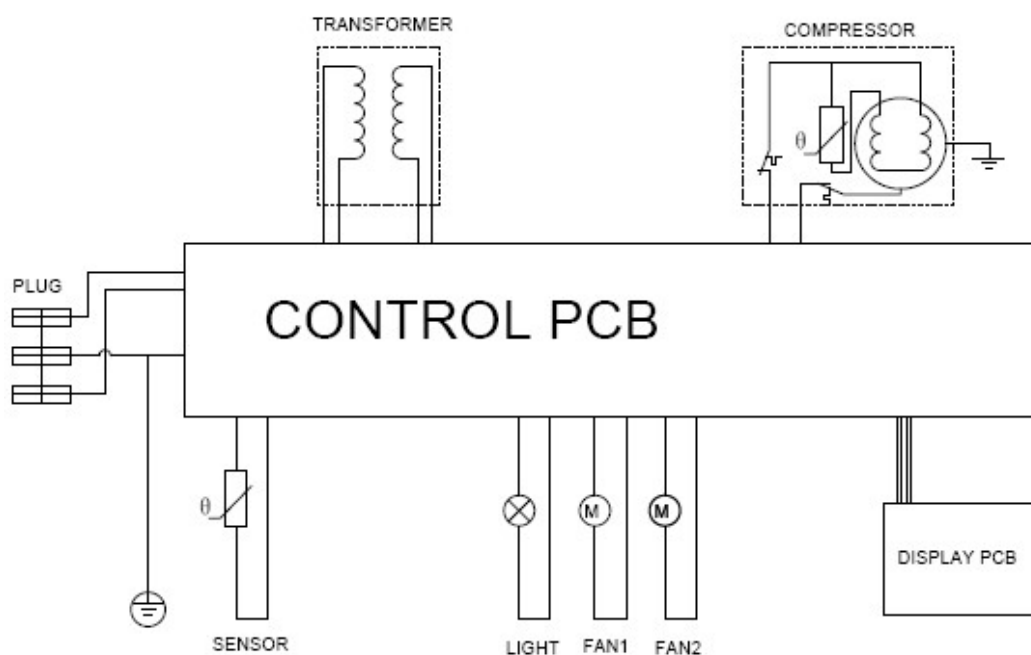 TRANSFORMER
COMPRESSOR
θ
PLUG
CONTROL PCB
θ
M
M
DISPLAY PCB
SENSOR
LIGHT
FAN1
FAN2